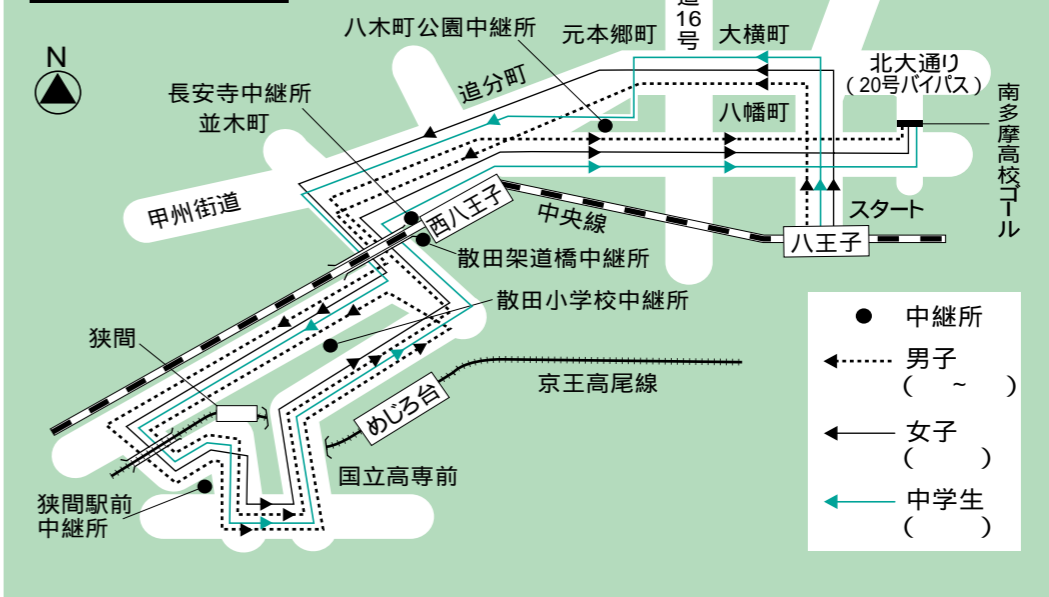 道16号
八木町公園中継所
元本郷町
大横町
N
北大通り
(20号バイパス)
追分町
長安寺中継所
並木町
八幡町
南多摩高校ゴール
甲州街道
西八王子
中央線
スタート
八王子
散田架道橋中継所
散田小学校中継所
狭間
中継所
京王高尾線
男子
( ~ )
めじろ台
女子
( )
国立高専前
狭間駅前
中継所
中学生
( )